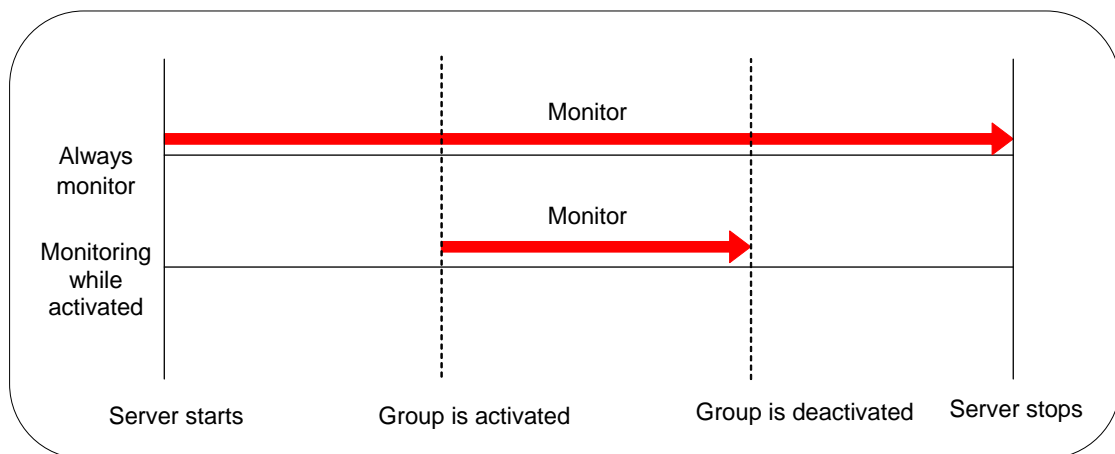 Monitor
Always
monitor
Monitor
Monitoring
while
activated
Server starts
Group is activated
Group is deactivated
Server stops